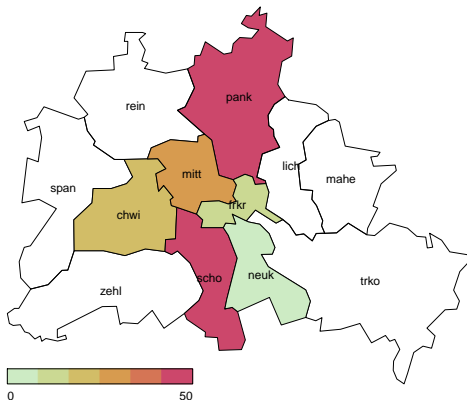 pank
rein
lich
mitt
mahe
span
frkr
chwi
scho
neuk
trko
zehl
0
50